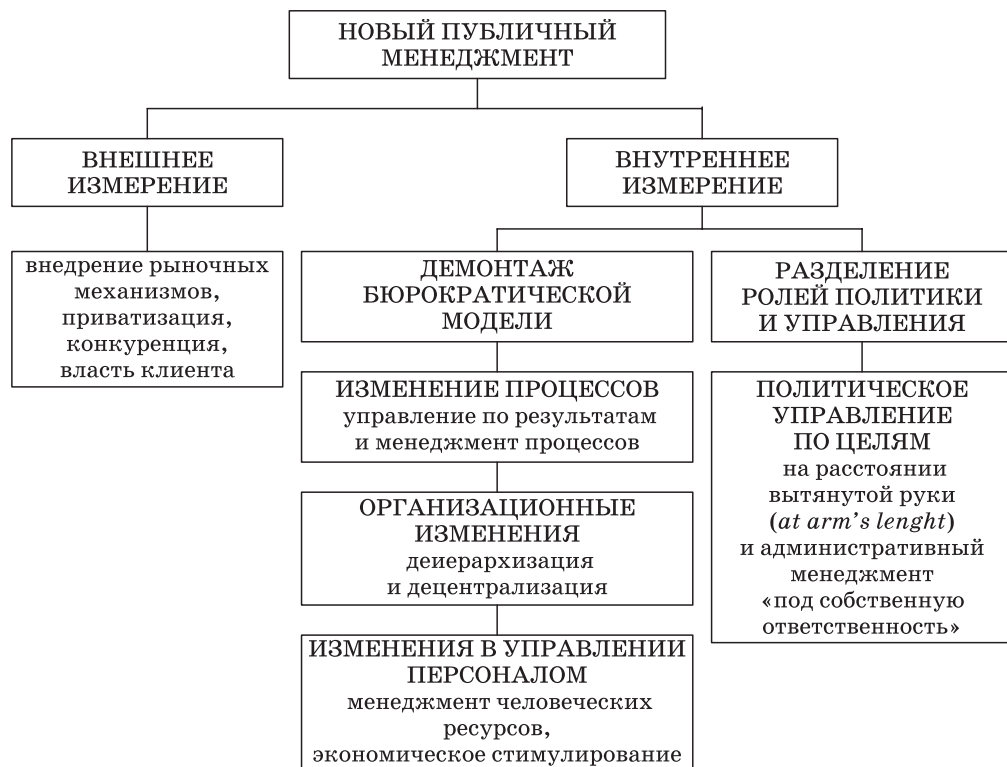 НОВЫЙ ПУБЛИЧНЫЙ
МЕНЕДЖМЕНТ
ВНЕШНЕЕ
ИЗМЕРЕНИЕ
ВНУТРЕННЕЕ
ИЗМЕРЕНИЕ
внедрение рыночных
механизмов,
приватизация,
конкуренция,
власть клиента
ДЕМОНТАЖ
БЮРОКРАТИЧЕСКОЙ
МОДЕЛИ
РАЗДЕЛЕНИЕ
РОЛЕЙ ПОЛИТИКИ
И УПРАВЛЕНИЯ
ИЗМЕНЕНИЕ ПРОЦЕССОВ
управление по результатам
и менеджмент процессов
ОРГАНИЗАЦИОННЫЕ
ИЗМЕНЕНИЯ
деиерархизация
и децентрализация
ИЗМЕНЕНИЯ В УПРАВЛЕНИИ
ПЕРСОНАЛОМ
менеджмент человеческих
ресурсов,
экономическое стимулирование
ПОЛИТИЧЕСКОЕ
УПРАВЛЕНИЕ
ПО ЦЕЛЯМ
на расстоянии
вытянутой руки
(at arm's lenght)
и административный
менеджмент
«под собственную
ответственность»